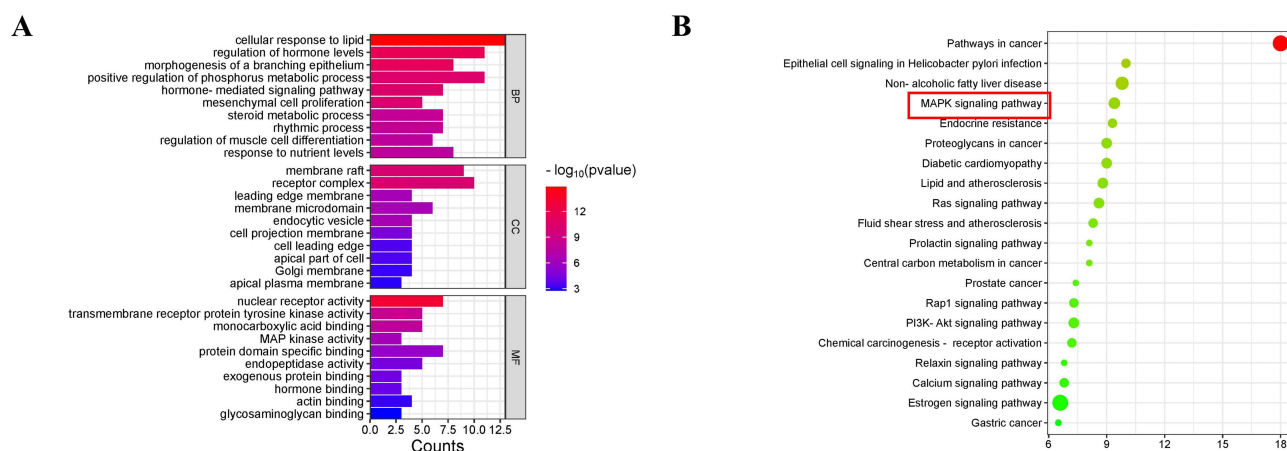 A
cellular response to lipid
regulation of hormone levels
morphogenesis of a branching epithelium
positive regulation of phosphorus metabolic process
hormone- mediated signaling pathway
mesenchymal cell proliferation
steroid metabolic process
rhythmic process
regulation of muscle cell differentiation
response to nutrient levels
BP
membrane raft
receptor complex
leading edge membrane
membrane microdomain
endocytic vesicle
cell projection membrane
cell leading edge
apical part of cell
Golgi membrane
apical plasma membrane
CC
nuclear receptor activity
transmembrane receptor protein tyrosine kinase activity
monocarboxylic acid binding
MAP kinase activity
protein domain specific binding
endopeptidase activity
exogenous protein binding
hormone binding
actin binding
glycosaminoglycan binding
MF
0.0 2.5 5.0 7.5 10.0 12.5
Counts
- log10(pvalue)
12
9
6
3
B
Pathways in cancer
Epithelial cell signaling in Helicobacter pylori infection
Non- alcoholic fatty liver disease
MAPK signaling pathway
Endocrine resistance
Proteoglycans in cancer
Diabetic cardiomyopathy
Lipid and atherosclerosis
Ras signaling pathway
Fluid shear stress and atherosclerosis
Prolactin signaling pathway
Central carbon metabolism in cancer
Prostate cancer
Rap1 signaling pathway
PI3K- Akt signaling pathway
Chemical carcinogenesis - receptor activation
Relaxin signaling pathway
Calcium signaling pathway
Estrogen signaling pathway
Gastric cancer
6 9 12 15 18